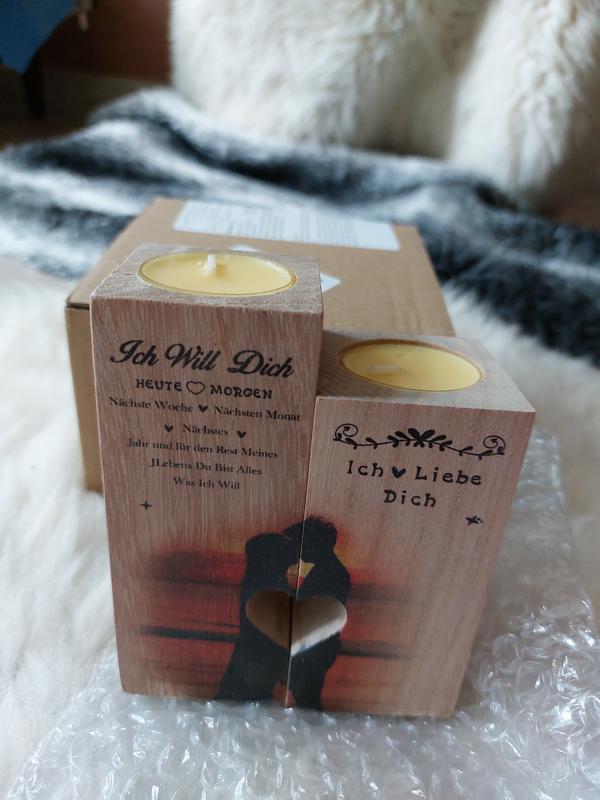 Ich Will Dich
HEUTE ♡ MORGEN
Nächste Woche ♥ Nächsten Monat
♥ Nächstes ♥
Jahr und für den Rest Meines
JLebens Du Bist Alles
Was Ich Will
Ich ♥ Liebe
Dich